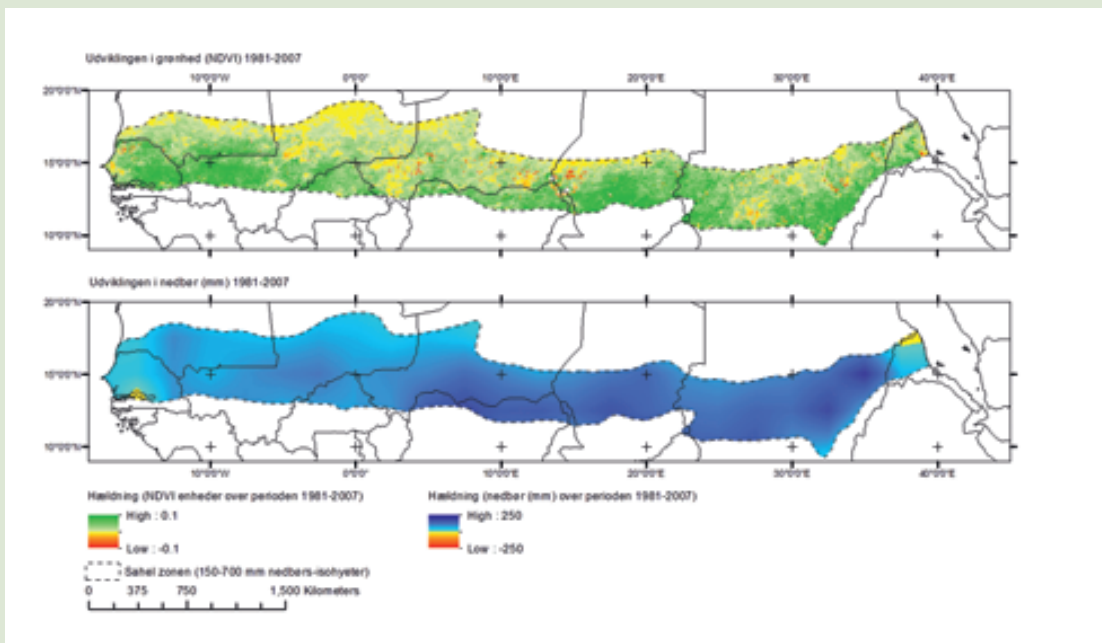 Udviklingen i grønhed (NDVI) 1981-2007
10°0'0"W 0°0'0" 10°0'0"E 20°0'0"E 30°0'0"E 40°0'0"E
20°0'0"N
15°0'0"N
10°0'0"N
Udviklingen i nedbør (mm) 1981-2007
20°0'0"N
15°0'0"N
10°0'0"N
10°0'0"W 0°0'0" 10°0'0"E 20°0'0"E 30°0'0"E 40°0'0"E
Hældning (NDVI enheder over perioden 1981-2007)
High : 0.1
Low : -0.1
Hældning (nedbør (mm) over perioden 1981-2007)
High : 250
Low : -250
Sahel zonen (150-700 mm nedbørs-isohyeter)
0 375 750 1,500 Kilometers